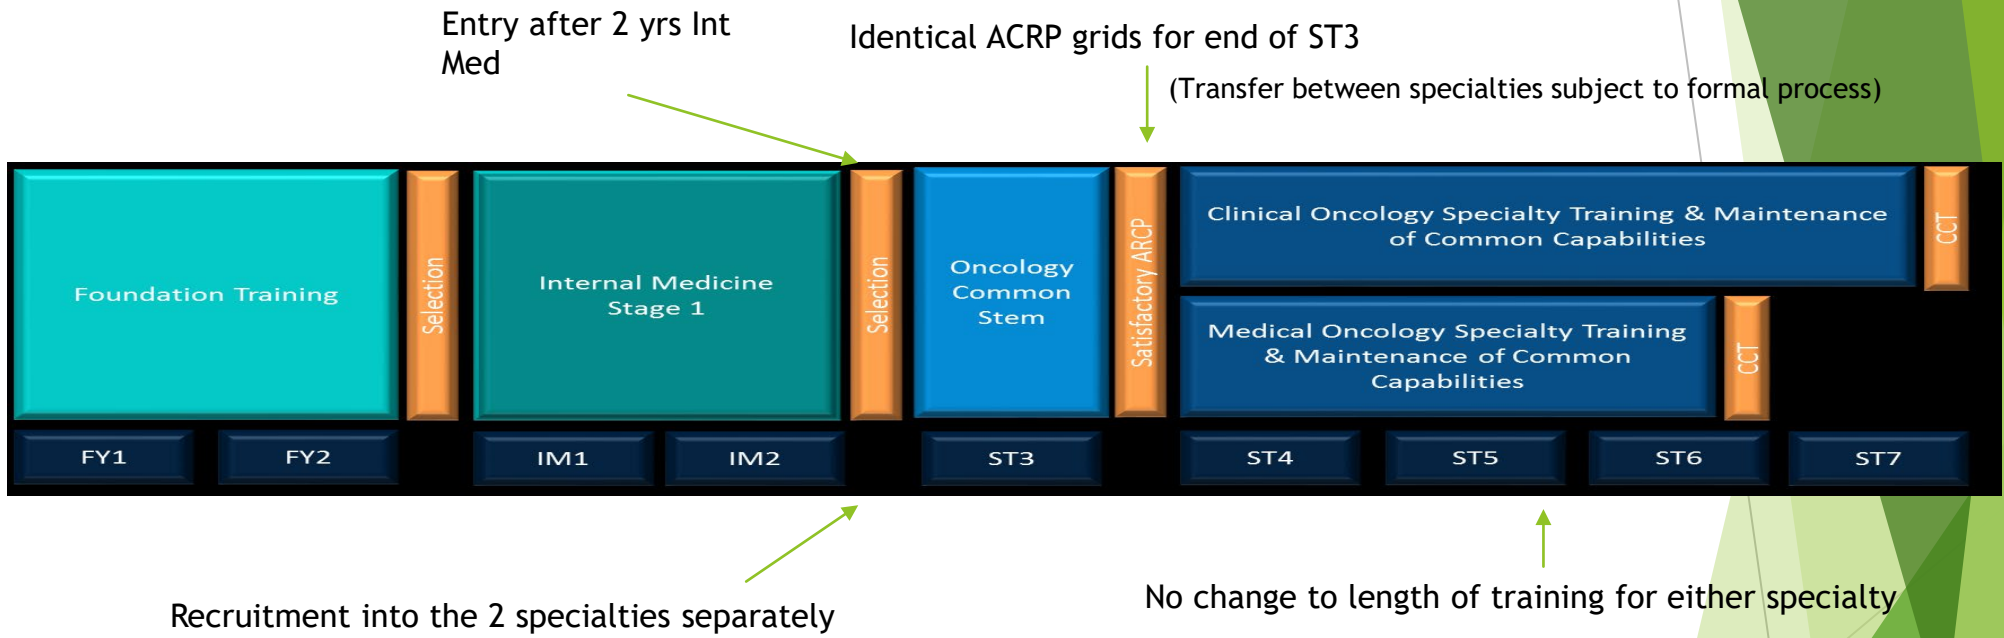 Entry after 2 yrs Int
Med
Identical ACRP grids for end of ST3
(Transfer between specialties subject to formal process)
Foundation Training
Selection
Internal Medicine
Stage 1
Selection
Oncology
Common
Stem
Satisfactory ARCP
Clinical Oncology Specialty Training & Maintenance
of Common Capabilities
CCT
Medical Oncology Specialty Training
& Maintenance of Common
Capabilities
CCT
FY1
FY2
IM1
IM2
ST3
ST4
ST5
ST6
ST7
Recruitment into the 2 specialties separately
No change to length of training for either specialty